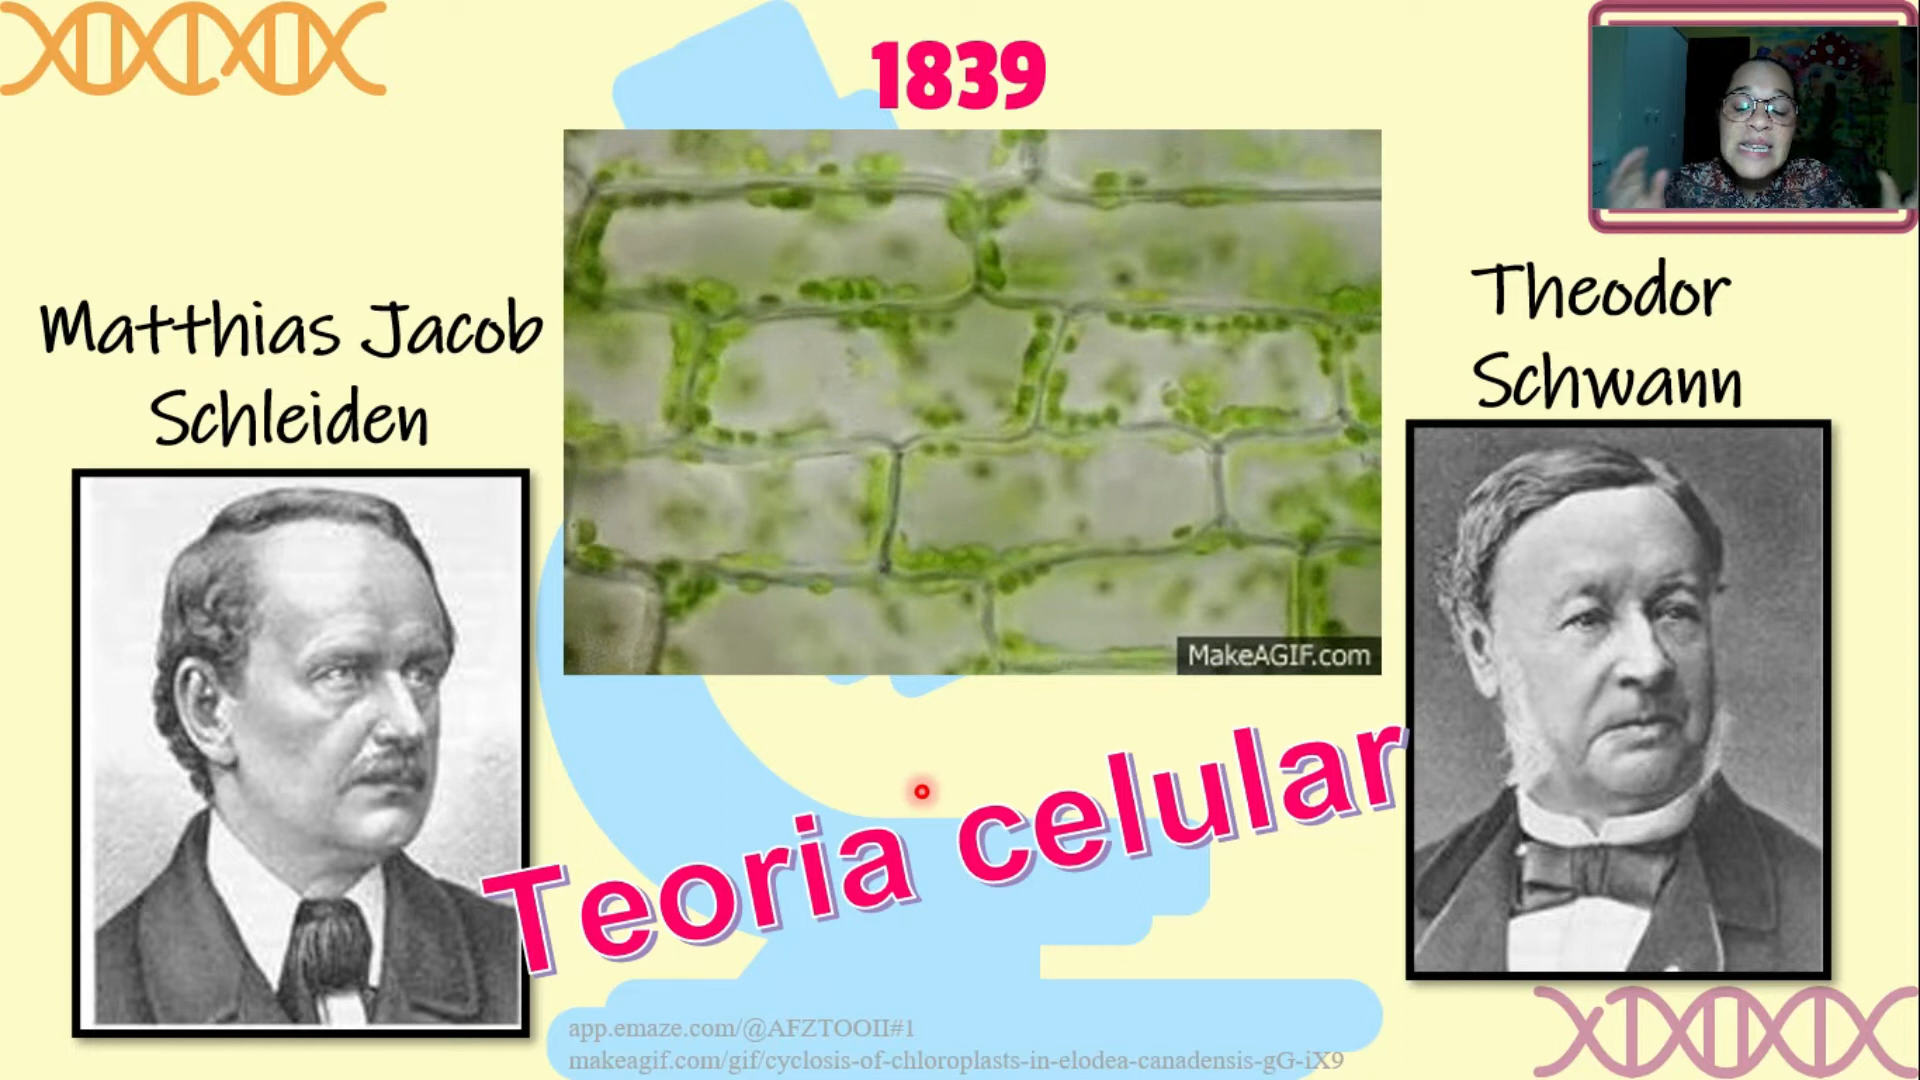 1839
Matthias Jacob
Schleiden
Theodor
Schwann
MakeAGIF.com
Teoria celular
app.emaze.com/@AFZTOOII#1
makeagif.com/gif/cyclosis-of-chloroplasts-in-elodea-canadensis-gG-iX9